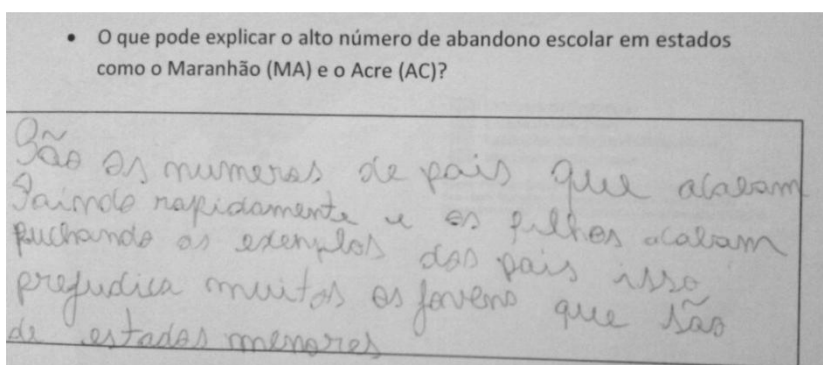 • O que pode explicar o alto número de abandono escolar em estados
como o Maranhão (MA) e o Acre (AC)?
São os numeros de pais que acabam
saindo rapidamente e os filhos acabam
puchando os exemplos dos pais isso
prejudica muitos os jovens que são
de estados menores